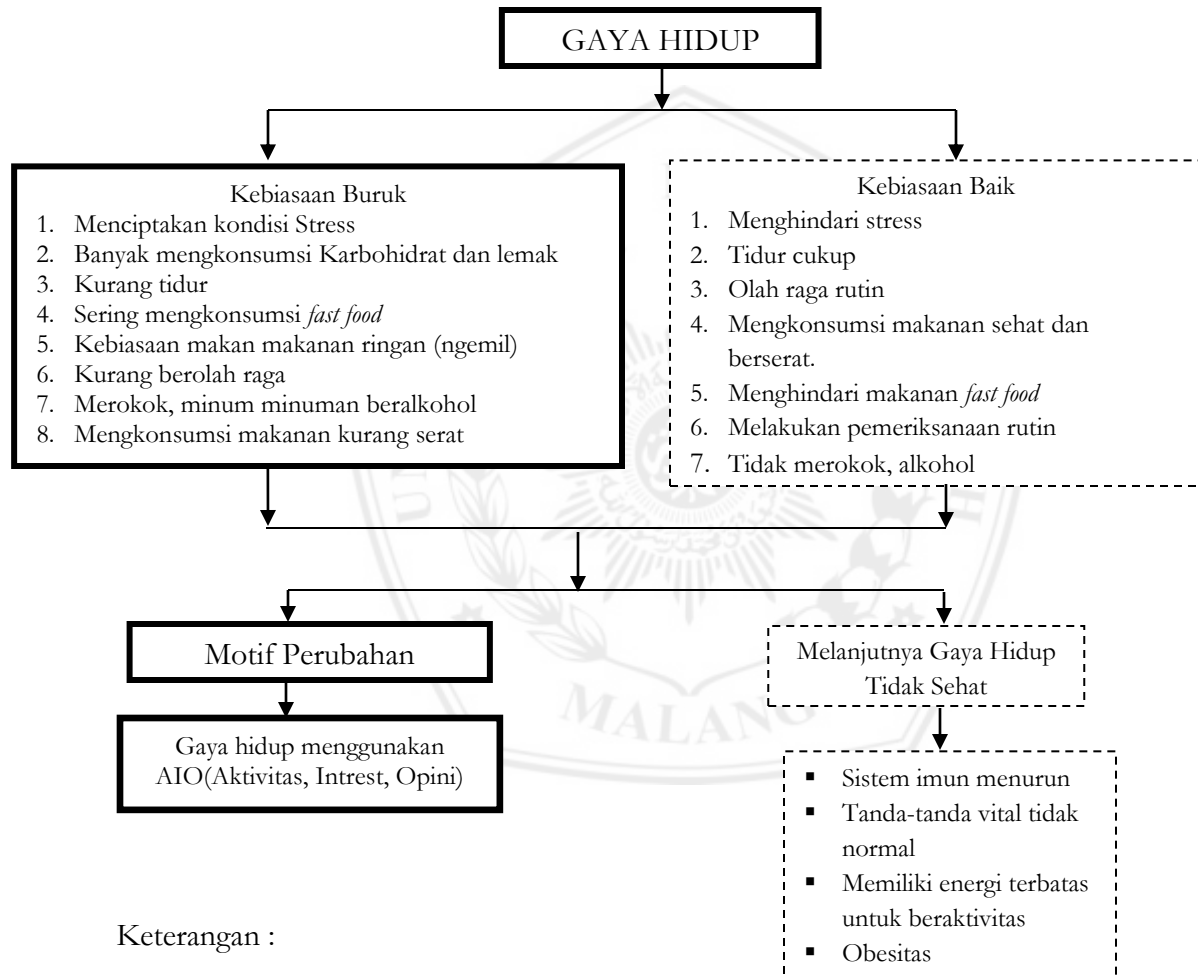 GAYA HIDUP
Kebiasaan Buruk
1. Menciptakan kondisi Stress
2. Banyak mengkonsumsi Karbohidrat dan lemak
3. Kurang tidur
4. Sering mengkonsumsi fast food
5. Kebiasaan makan makanan ringan (ngemil)
6. Kurang berolah raga
7. Merokok, minum minuman beralkohol
8. Mengkonsumsi makanan kurang serat
Kebiasaan Baik
1. Menghindari stress
2. Tidur cukup
3. Olah raga rutin
4. Mengkonsumsi makanan sehat dan
berserat.
5. Menghindari makanan fast food
6. Melakukan pemeriksanaan rutin
7. Tidak merokok, alkohol
Motif Perubahan
Melanjutnya Gaya Hidup
Tidak Sehat
Gaya hidup menggunakan
AIO(Aktivitas, Intrest, Opini)
▪ Sistem imun menurun
▪ Tanda-tanda vital tidak
normal
▪ Memiliki energi terbatas
untuk beraktivitas
▪ Obesitas
Keterangan :
MALANG